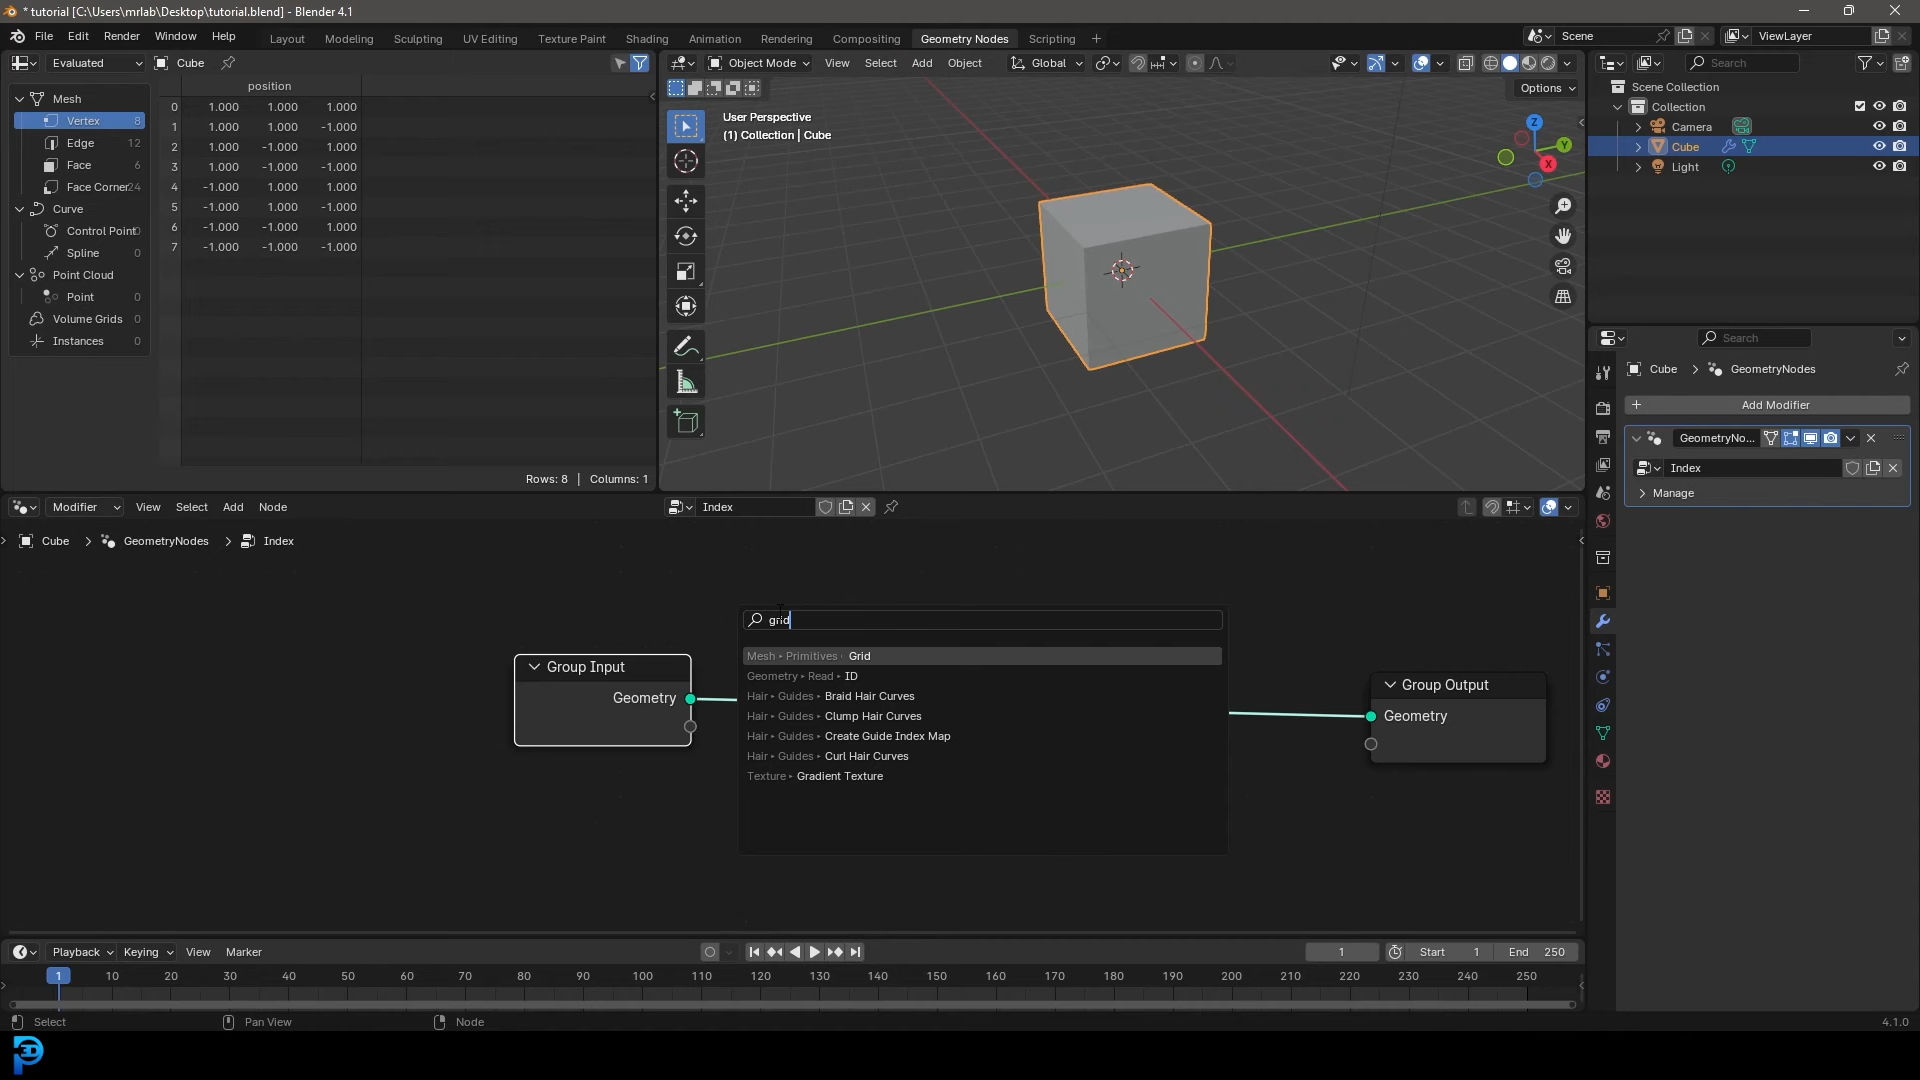 * tutorial [C:\Users\mrlab\Desktop\tutorial.blend] - Blender 4.1
File Edit Render Window Help Layout Modeling Sculpting UV Editing Texture Paint Shading Animation Rendering Compositing Geometry Nodes Scripting + Scene ViewLayer
Evaluated Cube
Object Mode View Select Add Object Global
Search
Options
position
Mesh
Vertex 8
Edge 12
Face 6
Face Corner 24
Curve
Control Point 0
Spline 0
Point Cloud
Point 0
Volume Grids 0
Instances 0
0 1.000 1.000 1.000
1 1.000 1.000 -1.000
2 1.000 -1.000 1.000
3 1.000 -1.000 -1.000
4 -1.000 1.000 1.000
5 -1.000 1.000 -1.000
6 -1.000 -1.000 1.000
7 -1.000 -1.000 -1.000
Rows: 8 | Columns: 1
User Perspective
(1) Collection | Cube
Z
Y
X
Scene Collection
Collection
Camera
Cube
Light
Search
Cube > GeometryNodes
+ Add Modifier
GeometryNo...
Index
Manage
Modifier View Select Add Node Index
Cube > GeometryNodes > Index
Group Input
Geometry
grid
Mesh ▸ Primitives ▸ Grid
Geometry ▸ Read ▸ ID
Hair ▸ Guides ▸ Braid Hair Curves
Hair ▸ Guides ▸ Clump Hair Curves
Hair ▸ Guides ▸ Create Guide Index Map
Hair ▸ Guides ▸ Curl Hair Curves
Texture ▸ Gradient Texture
Group Output
Geometry
Playback Keying View Marker 1 Start 1 End 250
1 10 20 30 40 50 60 70 80 90 100 110 120 130 140 150 160 170 180 190 200 210 220 230 240 250
Select Pan View Node 4.1.0
3D